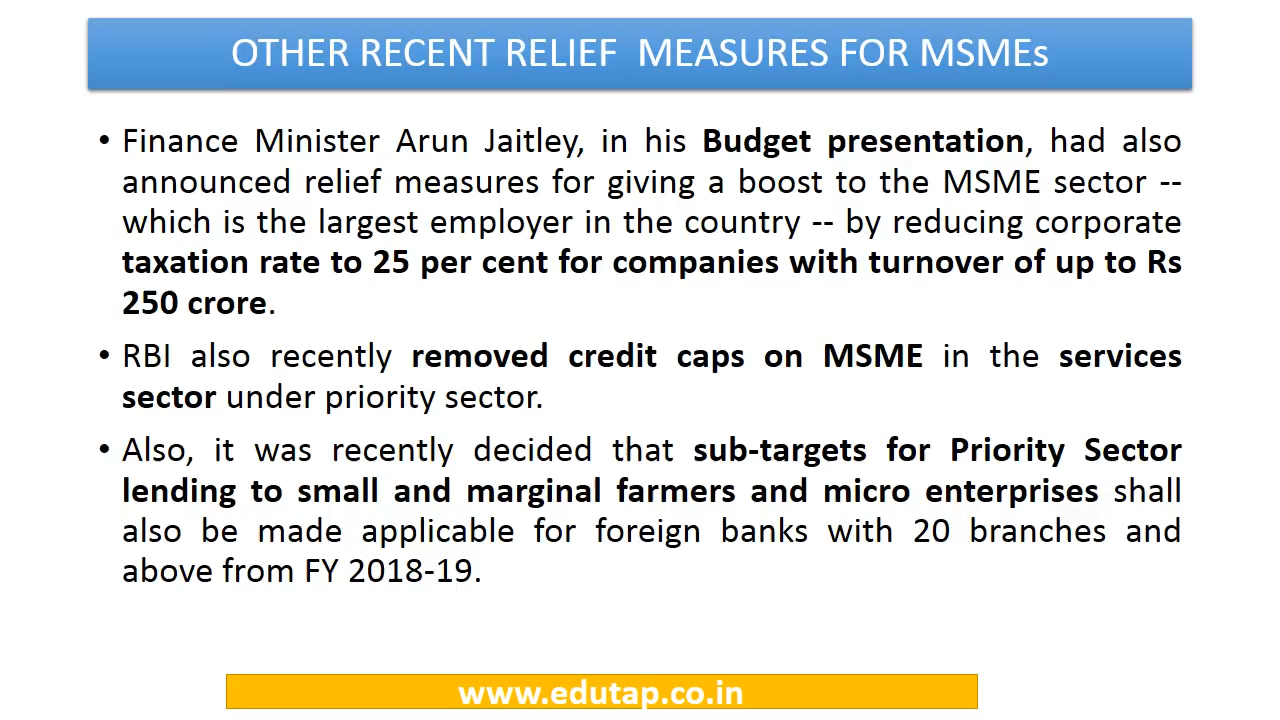 OTHER RECENT RELIEF MEASURES FOR MSMEs
• Finance Minister Arun Jaitley, in his Budget presentation, had also
announced relief measures for giving a boost to the MSME sector --
which is the largest employer in the country -- by reducing corporate
taxation rate to 25 per cent for companies with turnover of up to Rs
250 crore.
• RBI also recently removed credit caps on MSME in the services
sector under priority sector.
• Also, it was recently decided that sub-targets for Priority Sector
lending to small and marginal farmers and micro enterprises shall
also be made applicable for foreign banks with 20 branches and
above from FY 2018-19.
www.edutap.co.in